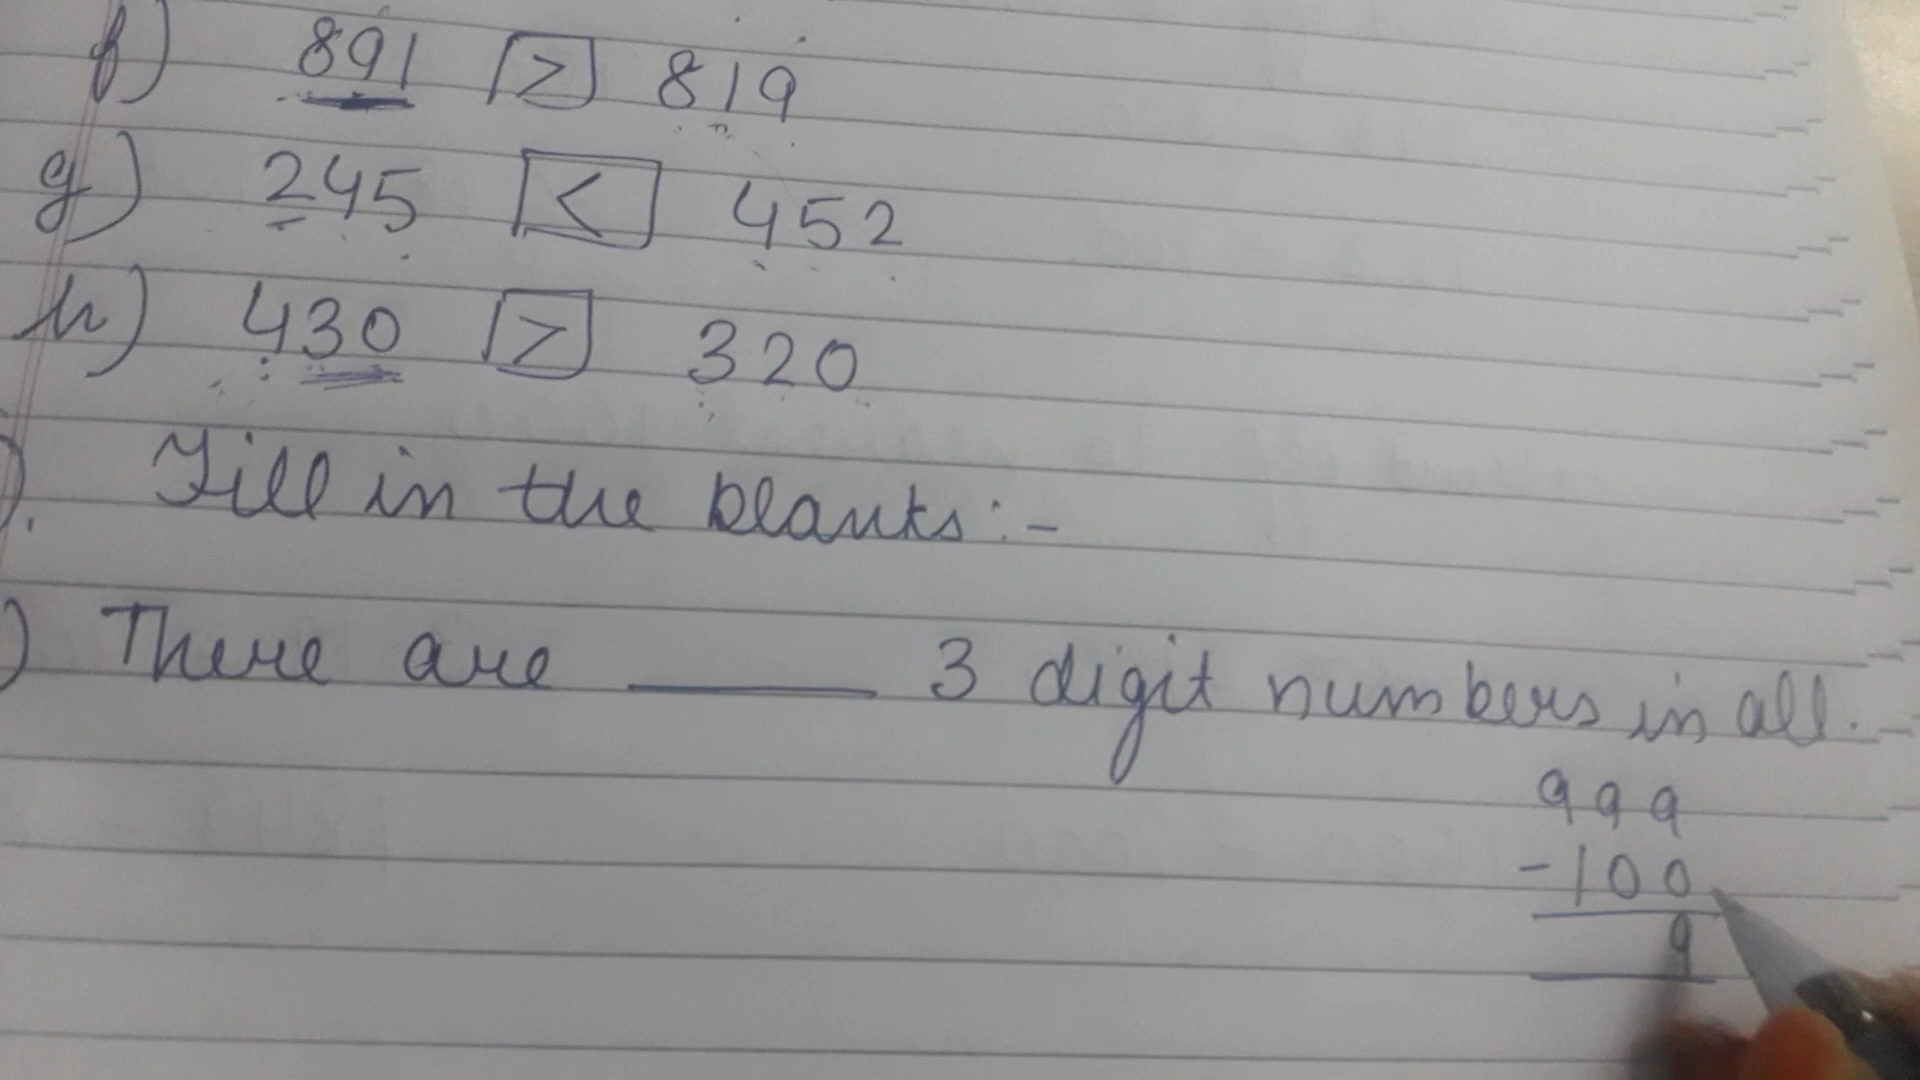 f) 891 > 819
g) 245 < 452
h) 430 > 320
Fill in the blanks:-
) There are ______ 3 digit numbers in all.
999
-100
9